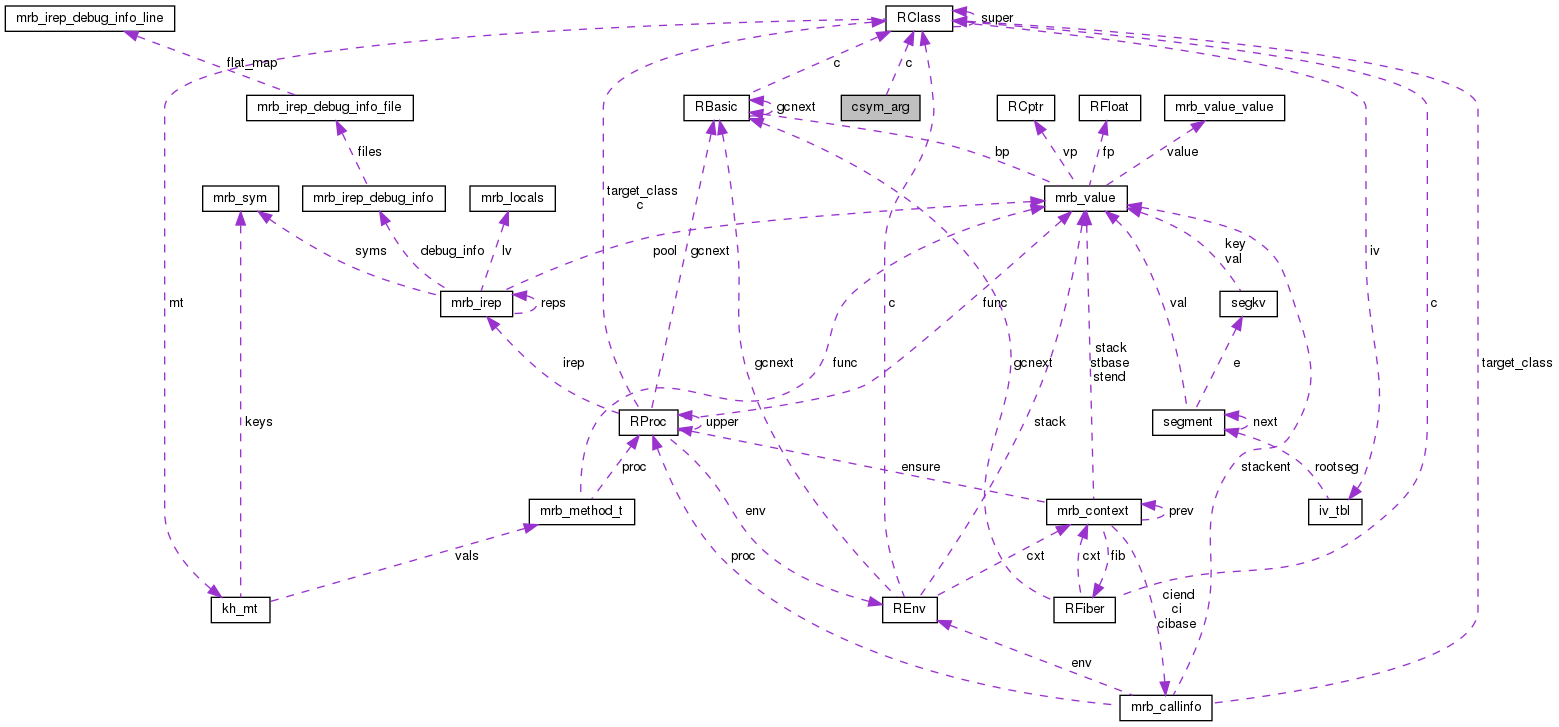 mrb_irep_debug_info_line
RClass
super
flat_map
c
c
mrb_irep_debug_info_file
RBasic
gcnext
csym_arg
RCptr
RFloat
mrb_value_value
files
bp
vp
fp
value
mrb_sym
mrb_irep_debug_info
mrb_locals
target_class
c
mrb_value
syms
debug_info
lv
pool
gcnext
key
val
iv
mt
mrb_irep
reps
c
func
val
segkv
c
irep
func
gcnext
gcnext
stack
stbase
stend
e
target_class
keys
RProc
upper
stack
segment
next
proc
ensure
stackent
rootseg
mrb_method_t
env
mrb_context
prev
iv_tbl
vals
proc
cxt
cxt
fib
kh_mt
REnv
RFiber
ciend
ci
cibase
env
mrb_callinfo